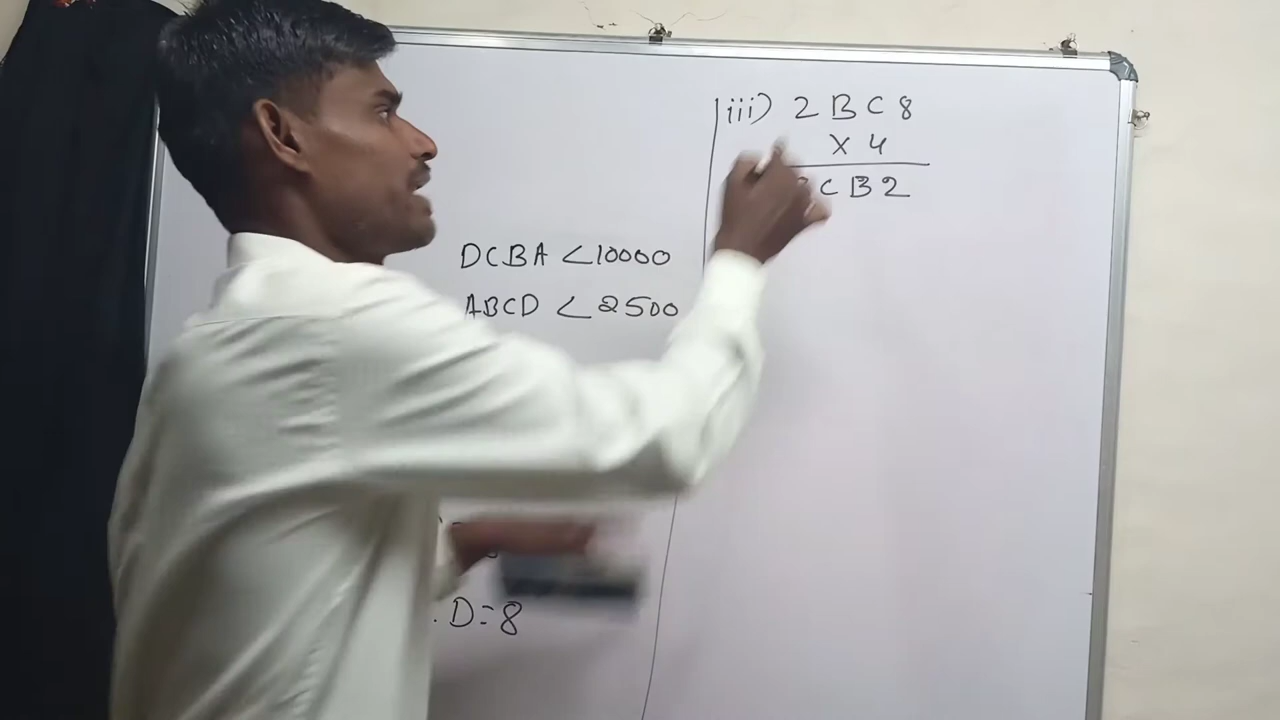 DCBA <10000
ABCD < 2500
. D=8
iii) 2 B C 8
X 4
C B 2